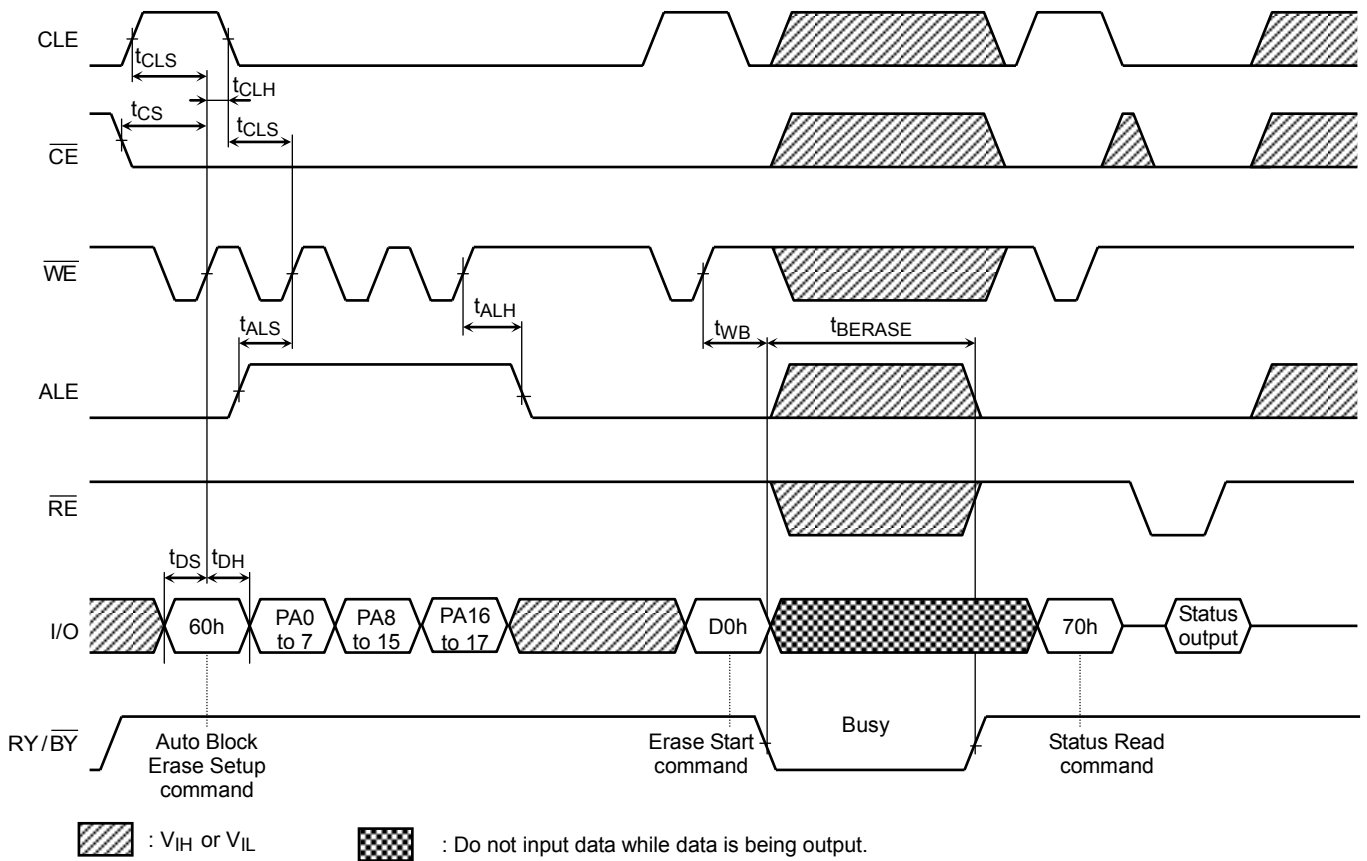 CLE
tCLS
tCLH
tCS
tCLS
CE
WE
tALS
tALH
tWB
tBERASE
ALE
RE
tDS
tDH
I/O
60h
PA0
to 7
PA8
to 15
PA16
to 17
D0h
70h
Status
output
RY/BY
Auto Block
Erase Setup
command
Erase Start
command
Busy
Status Read
command
: VIH or VIL
: Do not input data while data is being output.